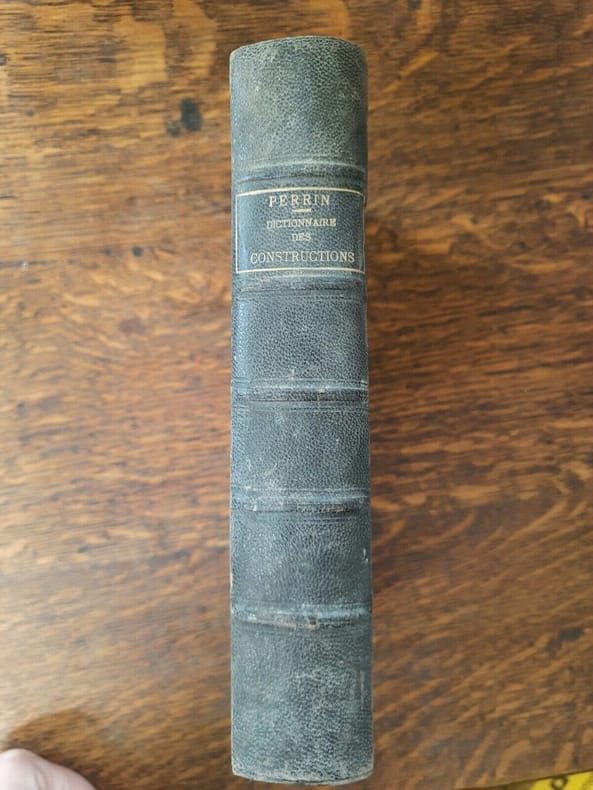 PERRIN
DICTIONNAIRE
DES
CONSTRUCTIONS